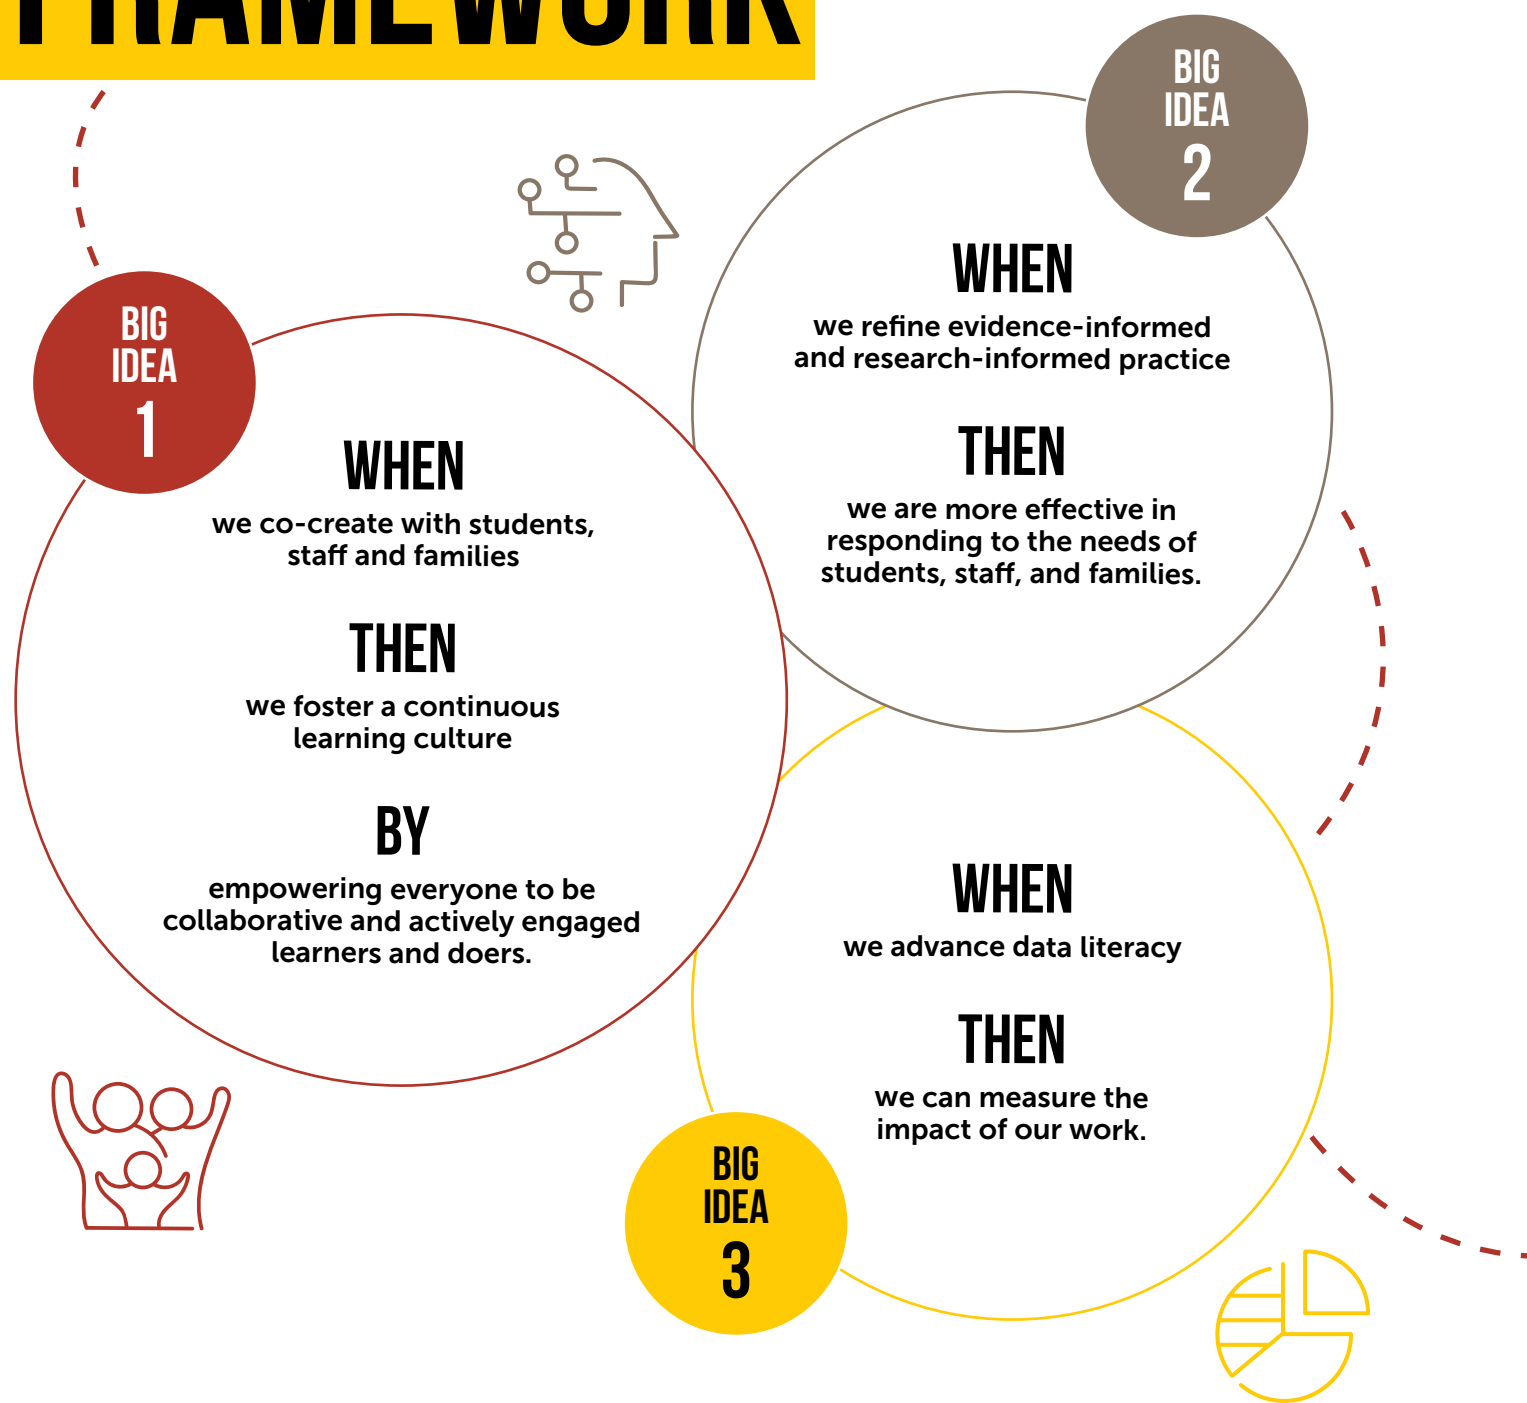 FRAMEWORK
BIG
IDEA
1
WHEN
we co-create with students,
staff and families
THEN
we foster a continuous
learning culture
BY
empowering everyone to be
collaborative and actively engaged
learners and doers.
BIG
IDEA
2
WHEN
we refine evidence-informed
and research-informed practice
THEN
we are more effective in
responding to the needs of
students, staff, and families.
BIG
IDEA
3
WHEN
we advance data literacy
THEN
we can measure the
impact of our work.